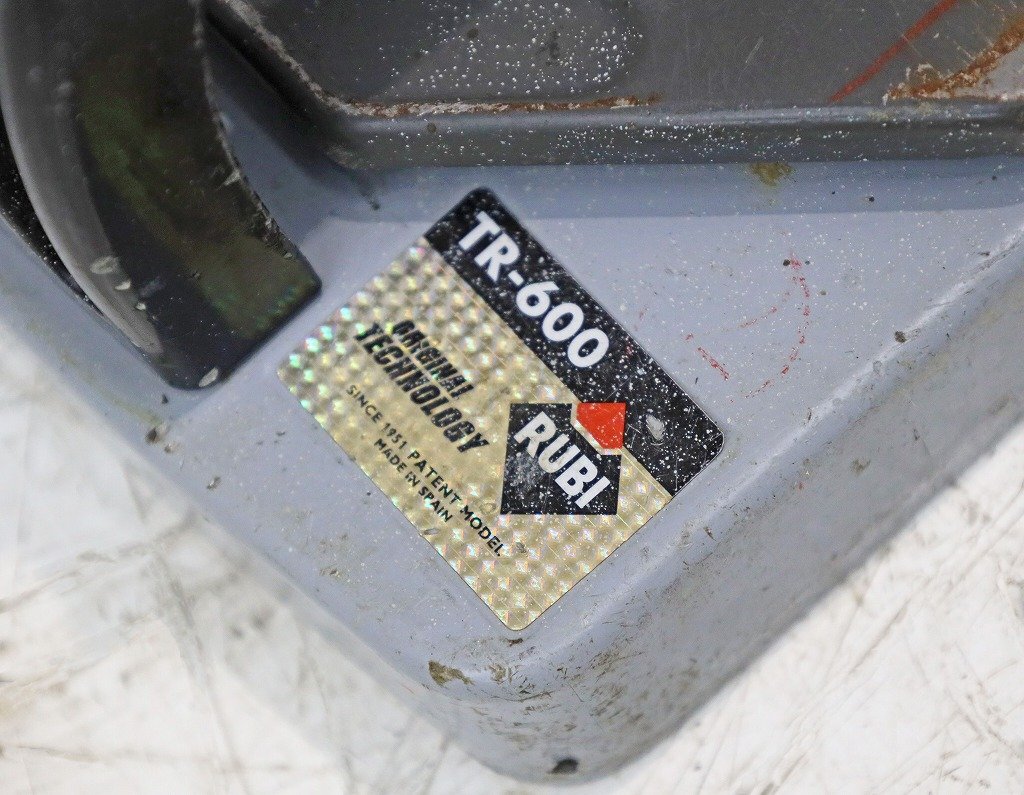 TR-600
ORIGINAL
TECHNOLOGY
SINCE 1951 PATENT MODEL
MADE IN SPAIN
RUBI